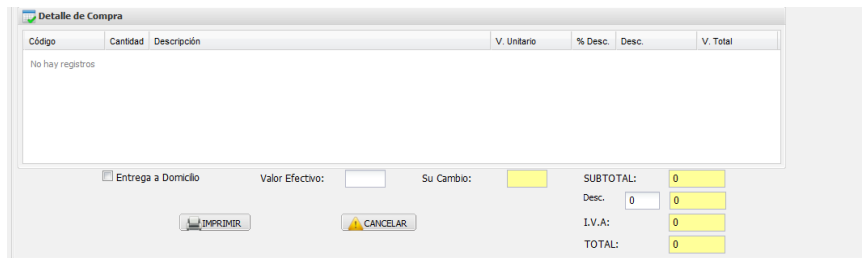 Detalle de Compra
Código Cantidad Descripción V. Unitario % Desc. Desc. V. Total
No hay registros
Entrega a Domicilio Valor Efectivo: Su Cambio: SUBTOTAL: 0
Desc. 0 0
IMPRIMIR CANCELAR I.V.A: 0
TOTAL: 0